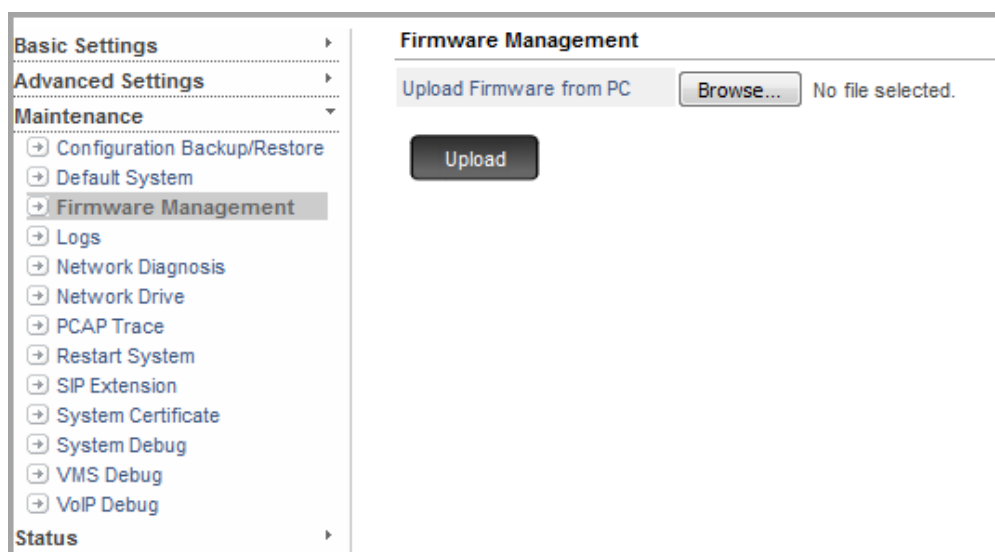 Basic Settings
Advanced Settings
Maintenance
Configuration Backup/Restore
Default System
Firmware Management
Logs
Network Diagnosis
Network Drive
PCAP Trace
Restart System
SIP Extension
System Certificate
System Debug
VMS Debug
VoIP Debug
Status
Firmware Management
Upload Firmware from PC Browse... No file selected.
Upload